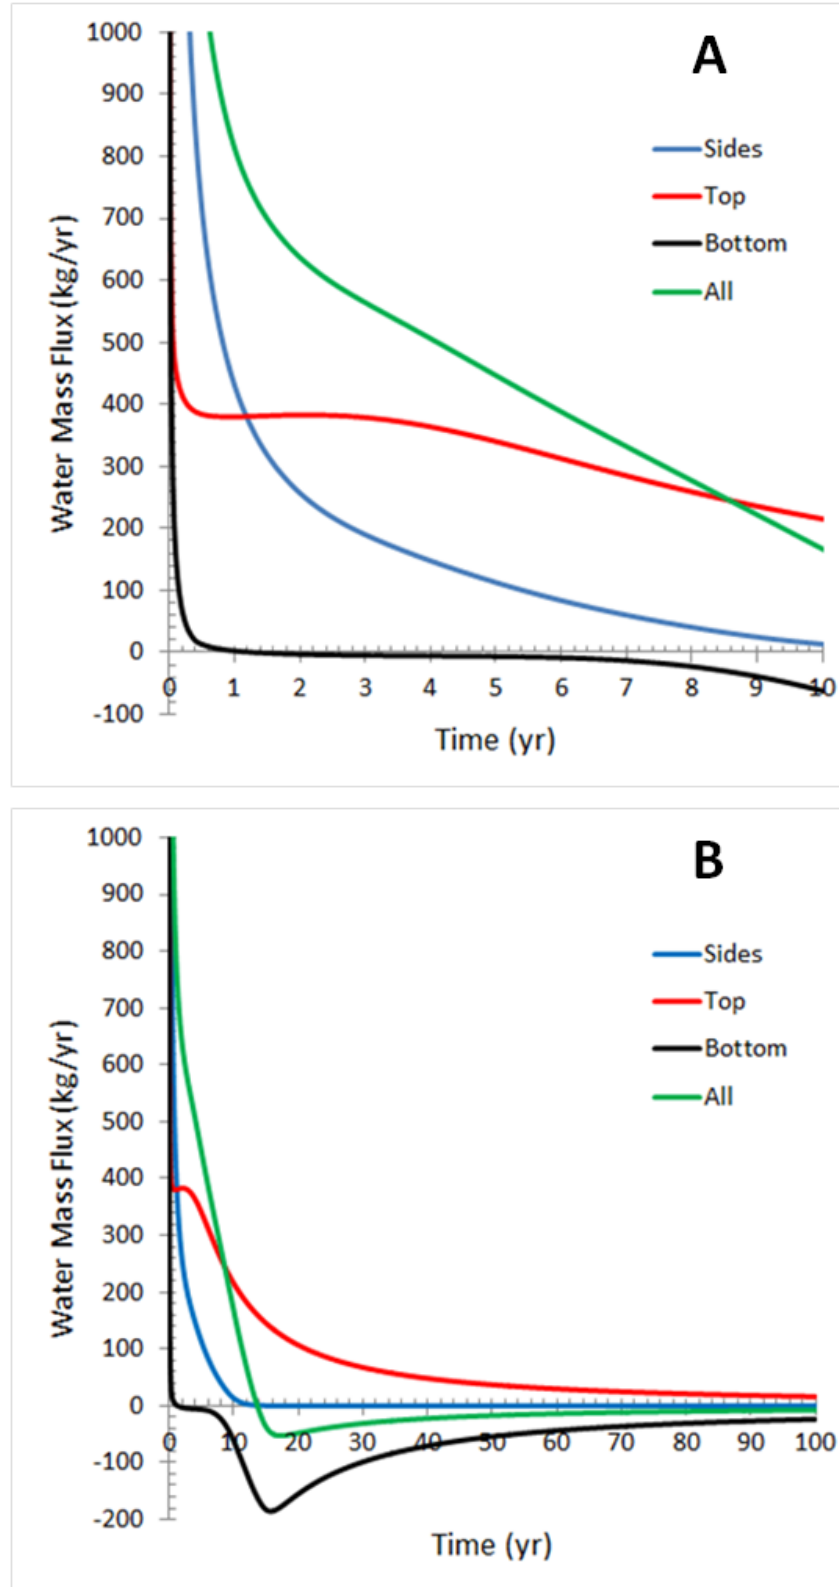 A
1000
900
800
700
600
500
400
300
200
100
0
-100
Water Mass Flux (kg/yr)
Sides
Top
Bottom
All
0 1 2 3 4 5 6 7 8 9 10
Time (yr)
B
1000
900
800
700
600
500
400
300
200
100
0
-100
-200
Water Mass Flux (kg/yr)
Sides
Top
Bottom
All
0 10 20 30 40 50 60 70 80 90 100
Time (yr)